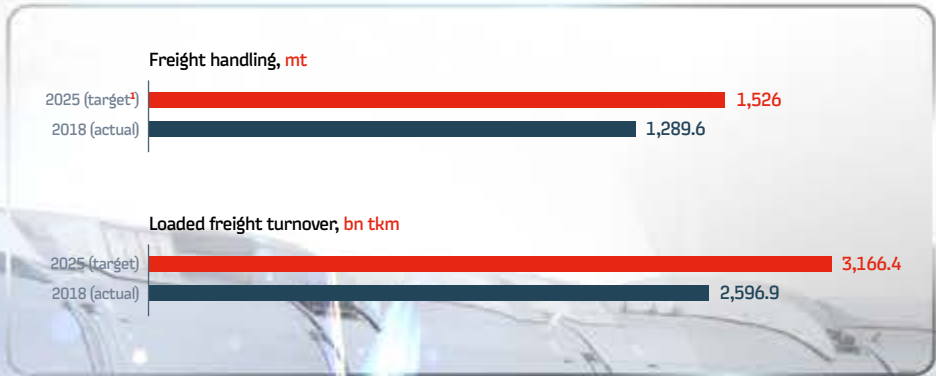 Freight handling, mt
2025 (target¹) 1,526
2018 (actual) 1,289.6
Loaded freight turnover, bn tkm
2025 (target) 3,166.4
2018 (actual) 2,596.9